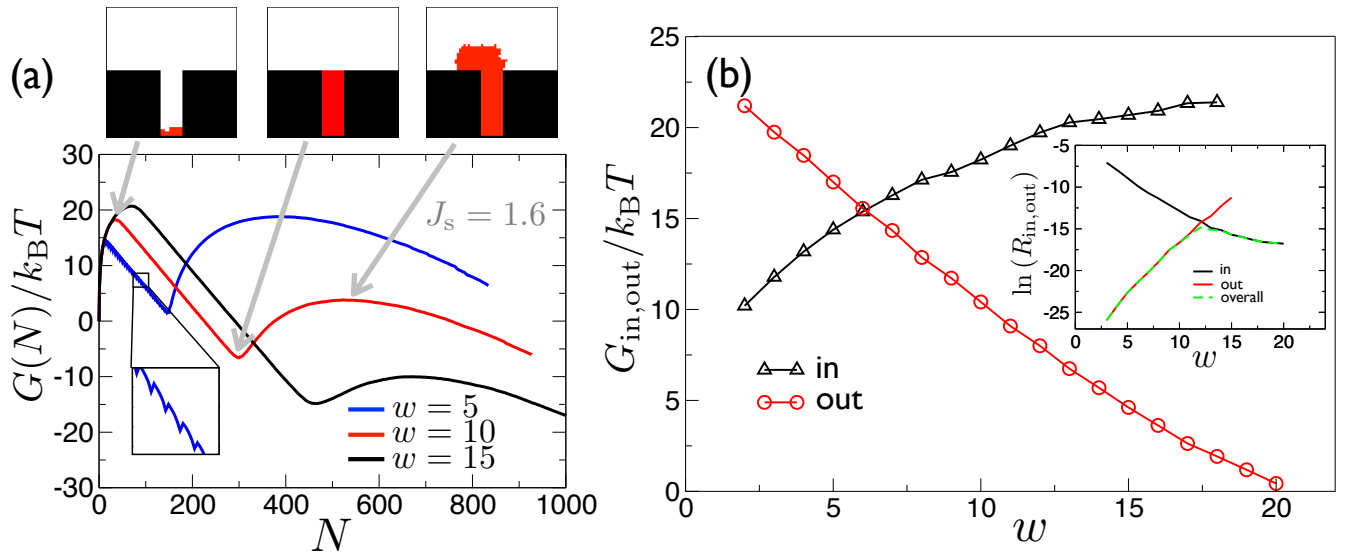 (a)
30
20
10
0
-10
-20
-30
G(N)/k_B T
J_s = 1.6
w = 5
w = 10
w = 15
0 200 400 600 800 1000
N
(b)
25
20
15
10
5
0
G_in,out/k_B T
in
out
0 5 10 15 20
w
-5
-10
-15
-20
-25
ln (R_in,out)
in
out
overall
0 5 10 15 20
w